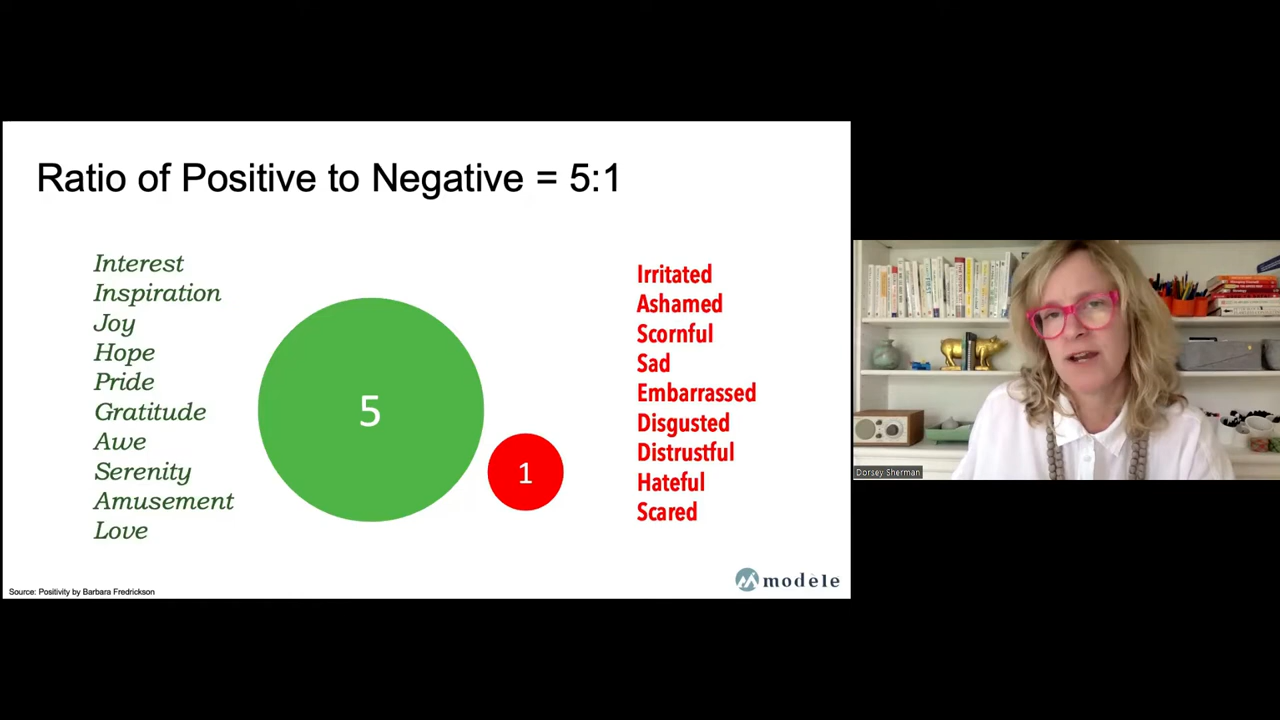 Ratio of Positive to Negative = 5:1
Interest
Inspiration
Joy
Hope
Pride
Gratitude
Awe
Serenity
Amusement
Love
5
1
Irritated
Ashamed
Scornful
Sad
Embarrassed
Disgusted
Distrustful
Hateful
Scared
Source: Positivity by Barbara Fredrickson
modèle
Dorsey Sherman